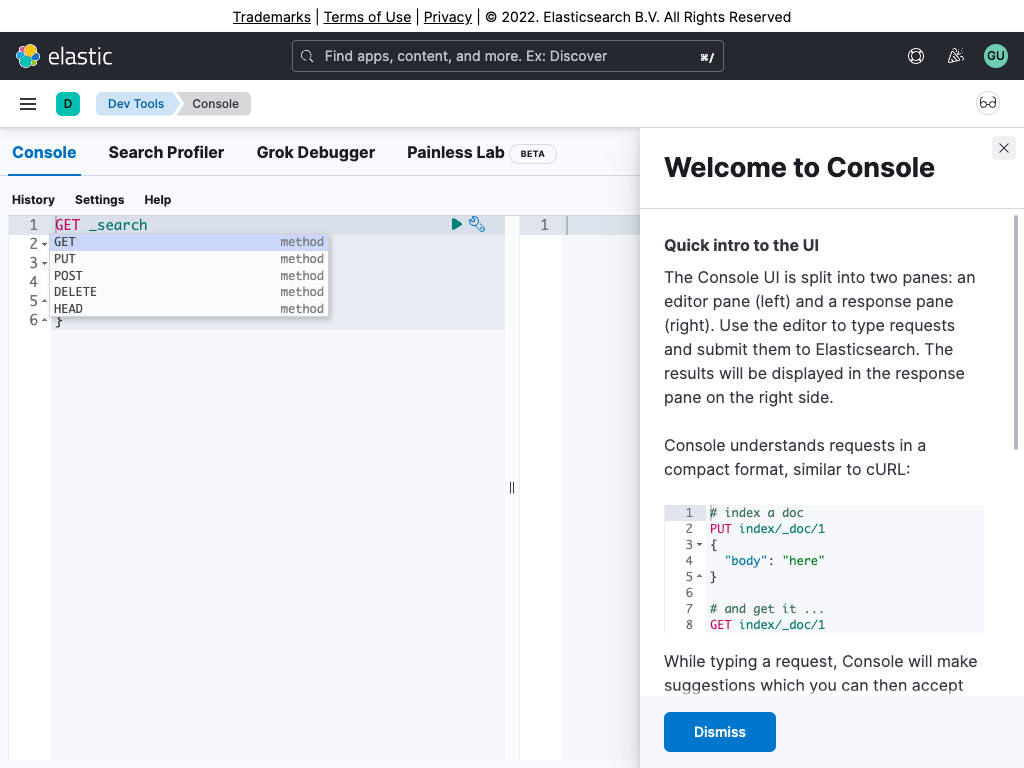 Trademarks | Terms of Use | Privacy | © 2022. Elasticsearch B.V. All Rights Reserved
elastic
Find apps, content, and more. Ex: Discover ⌘/
GU
D Dev Tools Console
Console Search Profiler Grok Debugger Painless Lab BETA
History Settings Help
1 GET _search
2
3
4
5
6 }
GET method
PUT method
POST method
DELETE method
HEAD method
1
Welcome to Console
Quick intro to the UI
The Console UI is split into two panes: an
editor pane (left) and a response pane
(right). Use the editor to type requests
and submit them to Elasticsearch. The
results will be displayed in the response
pane on the right side.
Console understands requests in a
compact format, similar to cURL:
1 # index a doc
2 PUT index/_doc/1
3 {
4 "body": "here"
5 }
6
7 # and get it ...
8 GET index/_doc/1
While typing a request, Console will make
suggestions which you can then accept
Dismiss